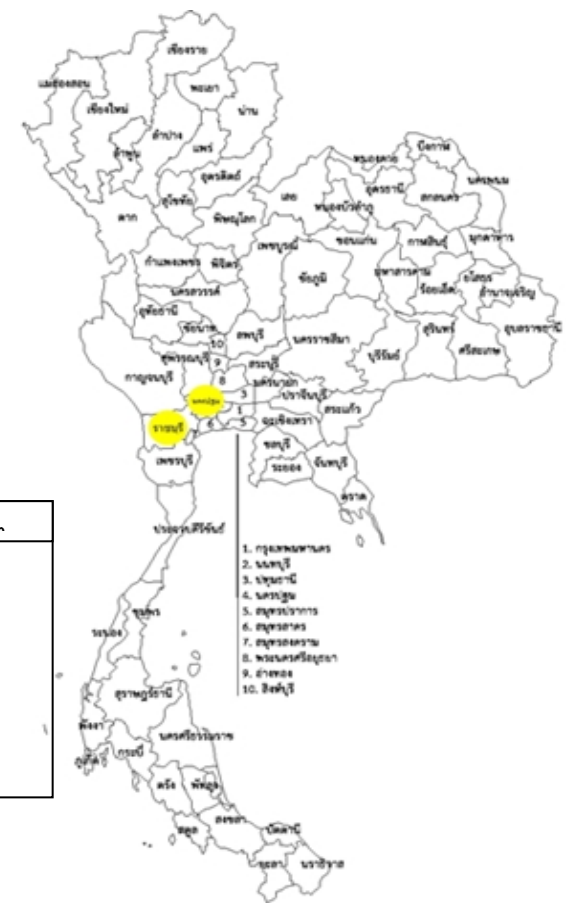 เชียงราย
แม่ฮ่องสอน
พะเยา
เชียงใหม่
น่าน
ลำปาง
แพร่
ลำพูน
อุตรดิตถ์
สุโขทัย
ตาก
พิษณุโลก
เลย
หนองคาย
บึงกาฬ
อุดรธานี
นครพนม
สกลนคร
หนองบัวลำภู
เพชรบูรณ์
ขอนแก่น
กาฬสินธุ์
มุกดาหาร
กำแพงเพชร
พิจิตร
ชัยภูมิ
มหาสารคาม
ร้อยเอ็ด
ยโสธร
อำนาจเจริญ
นครสวรรค์
อุทัยธานี
ชัยนาท
ลพบุรี
นครราชสีมา
บุรีรัมย์
สุรินทร์
ศรีสะเกษ
อุบลราชธานี
10
สุพรรณบุรี
9
สระบุรี
กาญจนบุรี
8
นครนายก
นครปฐม
3
ปราจีนบุรี
สระแก้ว
1
ราชบุรี
6
5
ฉะเชิงเทรา
ชลบุรี
เพชรบุรี
ระยอง
จันทบุรี
ตราด
ประจวบคีรีขันธ์
1. กรุงเทพมหานคร
2. นนทบุรี
3. ปทุมธานี
4. นครปฐม
5. สมุทรปราการ
6. สมุทรสาคร
7. สมุทรสงคราม
8. พระนครศรีอยุธยา
9. อ่างทอง
10. สิงห์บุรี
ชุมพร
ระนอง
สุราษฎร์ธานี
พังงา
นครศรีธรรมราช
ภูเก็ต
กระบี่
ตรัง
พัทลุง
สตูล
สงขลา
ปัตตานี
ยะลา
นราธิวาส